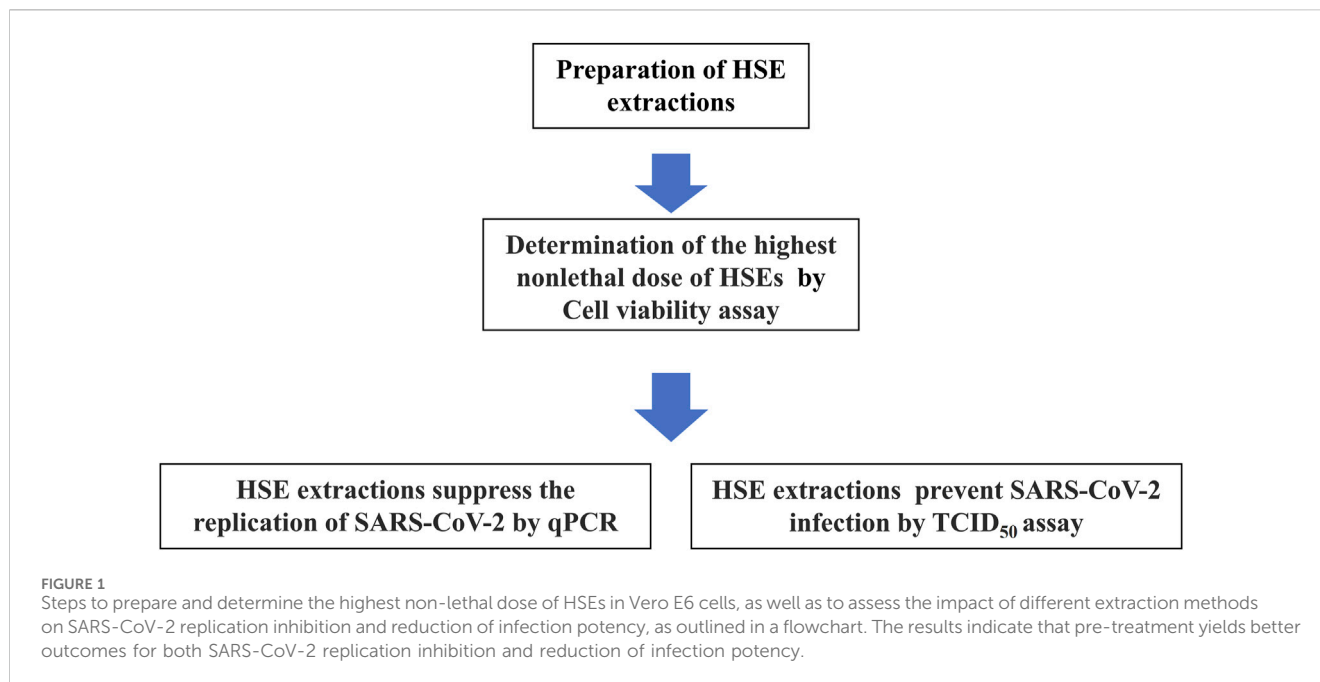 Preparation of HSE
extractions
Determination of the highest
nonlethal dose of HSEs by
Cell viability assay
HSE extractions suppress the
replication of SARS-CoV-2 by qPCR
HSE extractions prevent SARS-CoV-2
infection by TCID₅₀ assay
FIGURE 1
Steps to prepare and determine the highest non-lethal dose of HSEs in Vero E6 cells, as well as to assess the impact of different extraction methods
on SARS-CoV-2 replication inhibition and reduction of infection potency, as outlined in a flowchart. The results indicate that pre-treatment yields better
outcomes for both SARS-CoV-2 replication inhibition and reduction of infection potency.